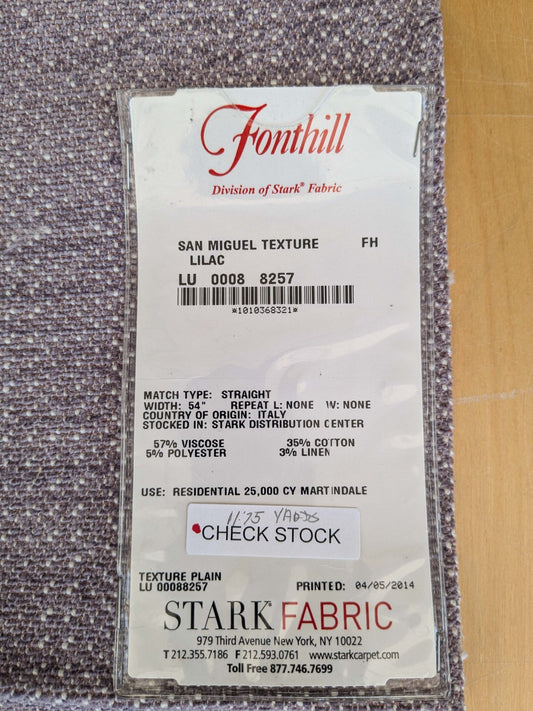 Fonthill
Division of Stark® Fabric
SAN MIGUEL TEXTURE FH
LILAC
LU 0008 8257
*1010368321*
MATCH TYPE: STRAIGHT
WIDTH: 54" REPEAT L: NONE W: NONE
COUNTRY OF ORIGIN: ITALY
STOCKED IN: STARK DISTRIBUTION CENTER
57% VISCOSE 35% COTTON
5% POLYESTER 3% LINEN
USE: RESIDENTIAL 25,000 CY MARTINDALE
11.75 YARDS
CHECK STOCK
TEXTURE PLAIN
LU 00088257 PRINTED: 04/05/2014
STARK® FABRIC
979 Third Avenue New York, NY 10022
T 212.355.7186 F 212.593.0761 www.starkcarpet.com
Toll Free 877.746.7699